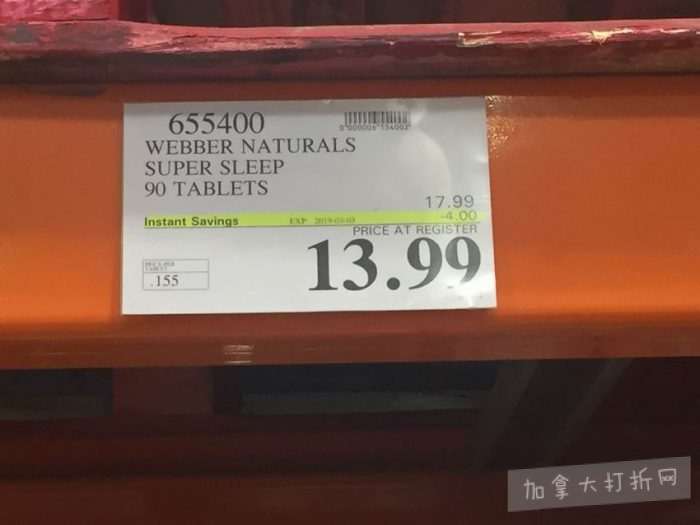 655400
WEBBER NATURALS
SUPER SLEEP
90 TABLETS
17.99
Instant Savings EXP -4.00
PRICE AT REGISTER
13.99
.155
加拿大打折网